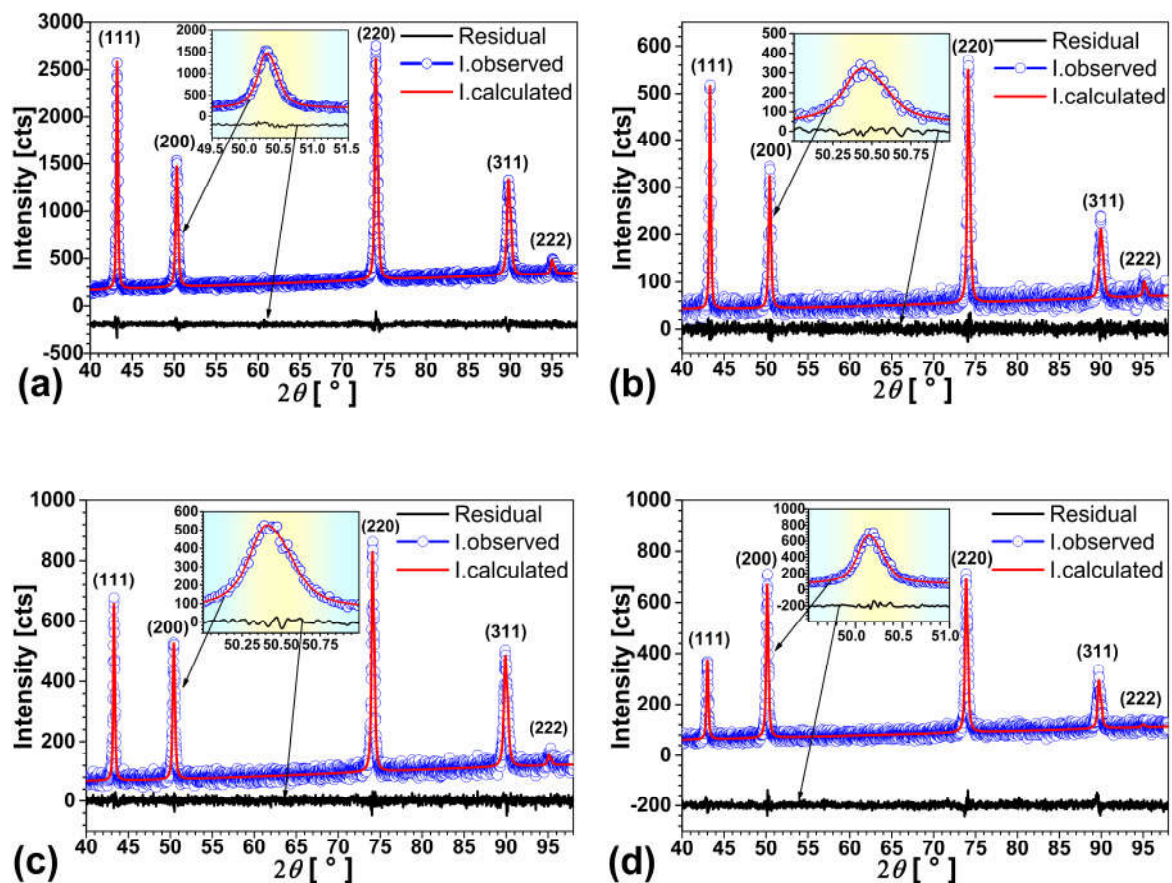 3000
2500
2000
1500
1000
500
0
-500
Intensity [cts]
(111)
(200)
(220)
(311)
(222)
2000
1500
1000
500
0
49.5 50.0 50.5 51.0 51.5
Residual
I.observed
I.calculated
40 45 50 55 60 65 70 75 80 85 90 95
2θ [ ° ]
(a)
600
500
400
300
200
100
0
Intensity [cts]
(111)
(200)
(220)
(311)
(222)
500
400
300
200
100
0
50.25 50.50 50.75
Residual
I.observed
I.calculated
40 45 50 55 60 65 70 75 80 85 90 95
2θ [ ° ]
(b)
1000
800
600
400
200
0
Intensity [cts]
(111)
(200)
(220)
(311)
(222)
600
500
400
300
200
100
0
50.25 50.50 50.75
Residual
I.observed
I.calculated
40 45 50 55 60 65 70 75 80 85 90 95
2θ [ ° ]
(c)
1000
800
600
400
200
0
-200
Intensity [cts]
(111)
(200)
(220)
(311)
(222)
1000
800
600
400
200
0
-200
50.0 50.5 51.0
Residual
I.observed
I.calculated
40 45 50 55 60 65 70 75 80 85 90 95
2θ [ ° ]
(d)